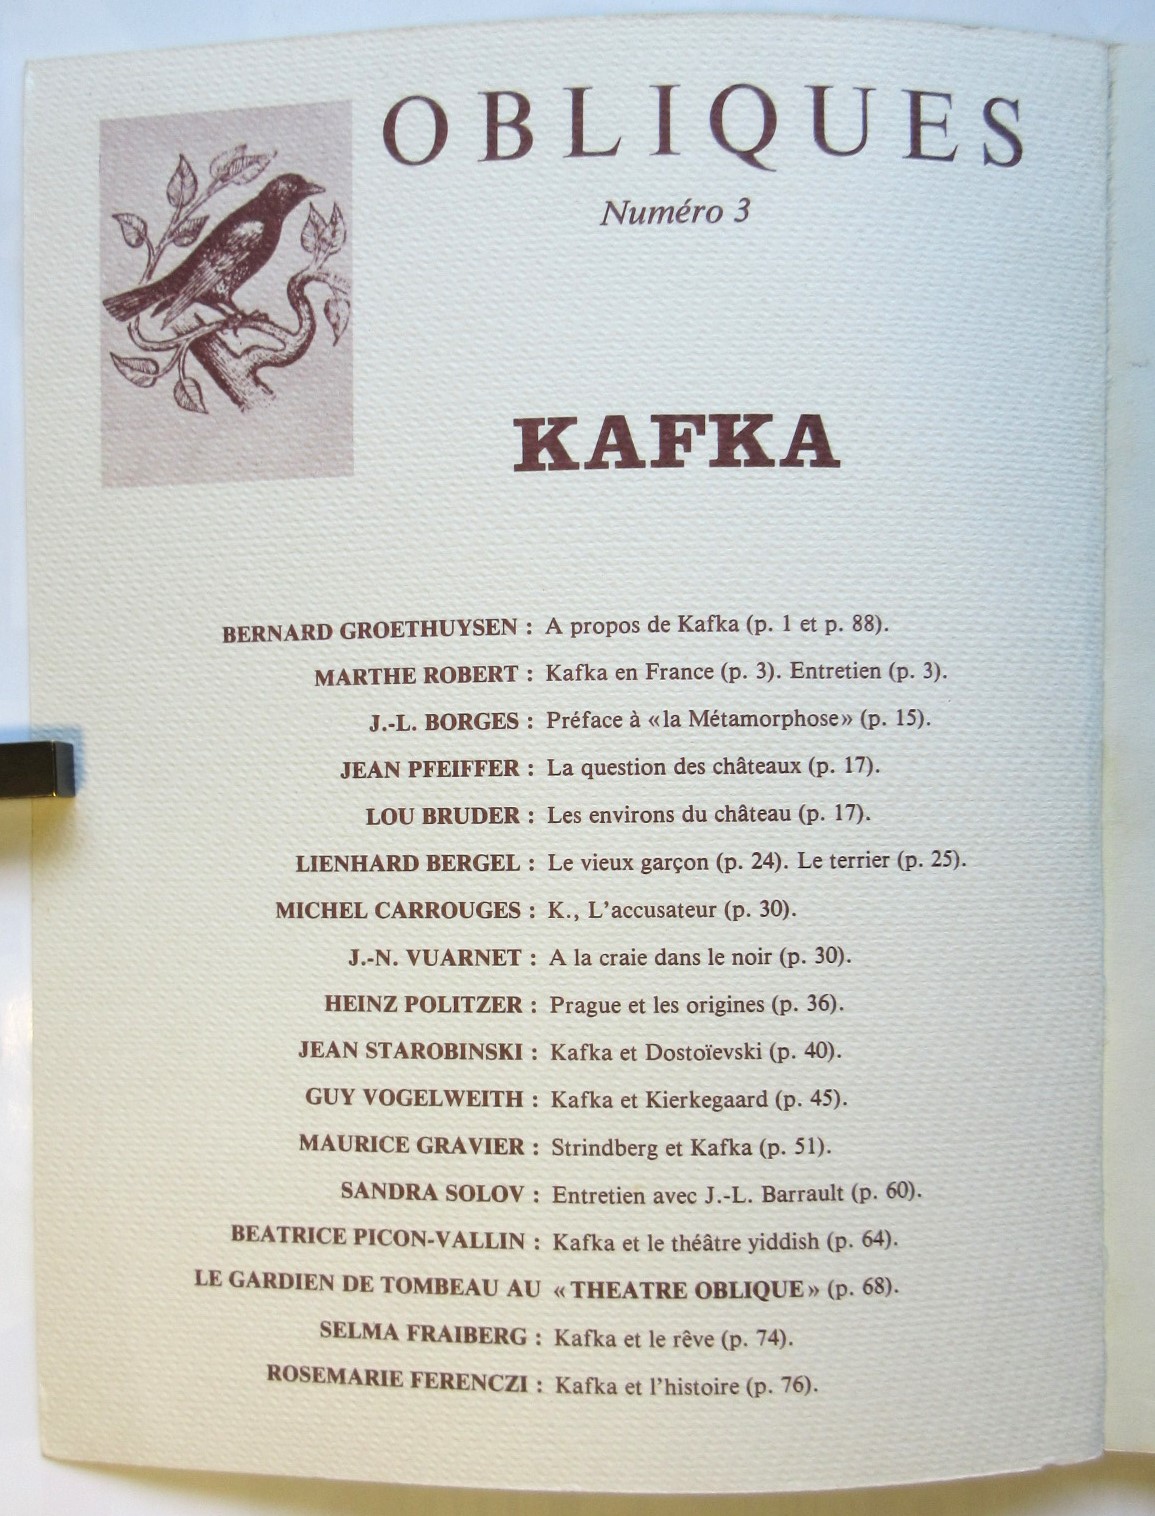 OBLIQUES
Numéro 3
KAFKA
BERNARD GROETHUYSEN : A propos de Kafka (p. 1 et p. 88).
MARTHE ROBERT : Kafka en France (p. 3). Entretien (p. 3).
J.-L. BORGES : Préface à «la Métamorphose» (p. 15).
JEAN PFEIFFER : La question des châteaux (p. 17).
LOU BRUDER : Les environs du château (p. 17).
LIENHARD BERGEL : Le vieux garçon (p. 24). Le terrier (p. 25).
MICHEL CARROUGES : K., L'accusateur (p. 30).
J.-N. VUARNET : A la craie dans le noir (p. 30).
HEINZ POLITZER : Prague et les origines (p. 36).
JEAN STAROBINSKI : Kafka et Dostoïevski (p. 40).
GUY VOGELWEITH : Kafka et Kierkegaard (p. 45).
MAURICE GRAVIER : Strindberg et Kafka (p. 51).
SANDRA SOLOV : Entretien avec J.-L. Barrault (p. 60).
BEATRICE PICON-VALLIN : Kafka et le théâtre yiddish (p. 64).
LE GARDIEN DE TOMBEAU AU « THEATRE OBLIQUE » (p. 68).
SELMA FRAIBERG : Kafka et le rêve (p. 74).
ROSEMARIE FERENCZI : Kafka et l'histoire (p. 76).